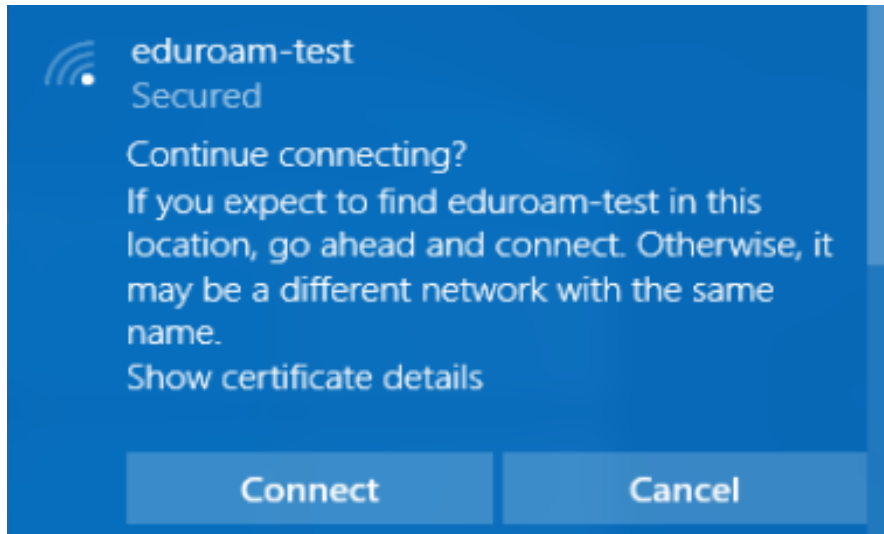 eduroam-test
Secured
Continue connecting?
If you expect to find eduroam-test in this
location, go ahead and connect. Otherwise, it
may be a different network with the same
name.
Show certificate details
Connect
Cancel